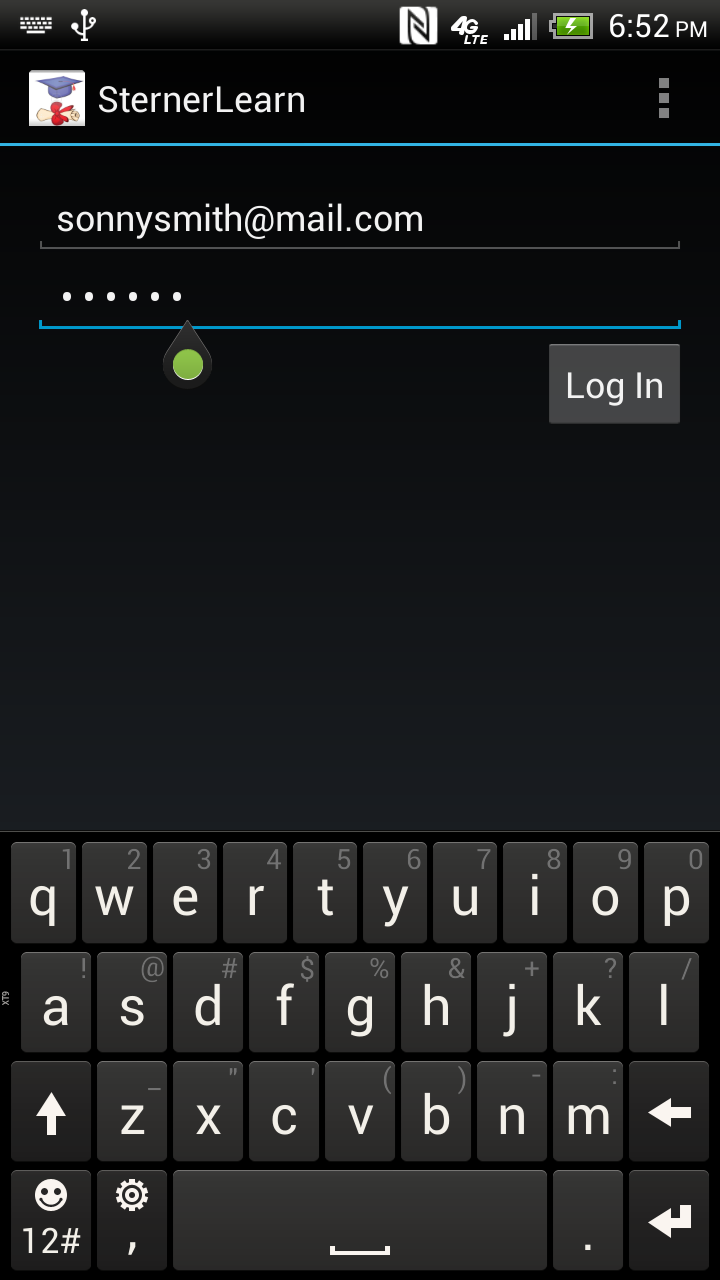 4G LTE 6:52 PM
SternerLearn
sonnysmith@mail.com
••••••
Log In
1 2 3 4 5 6 7 8 9 0
q w e r t y u i o p
! @ # $ % & + ? /
XT9 a s d f g h j k l
_ " ' ( ) - :
z x c v b n m
12# , .